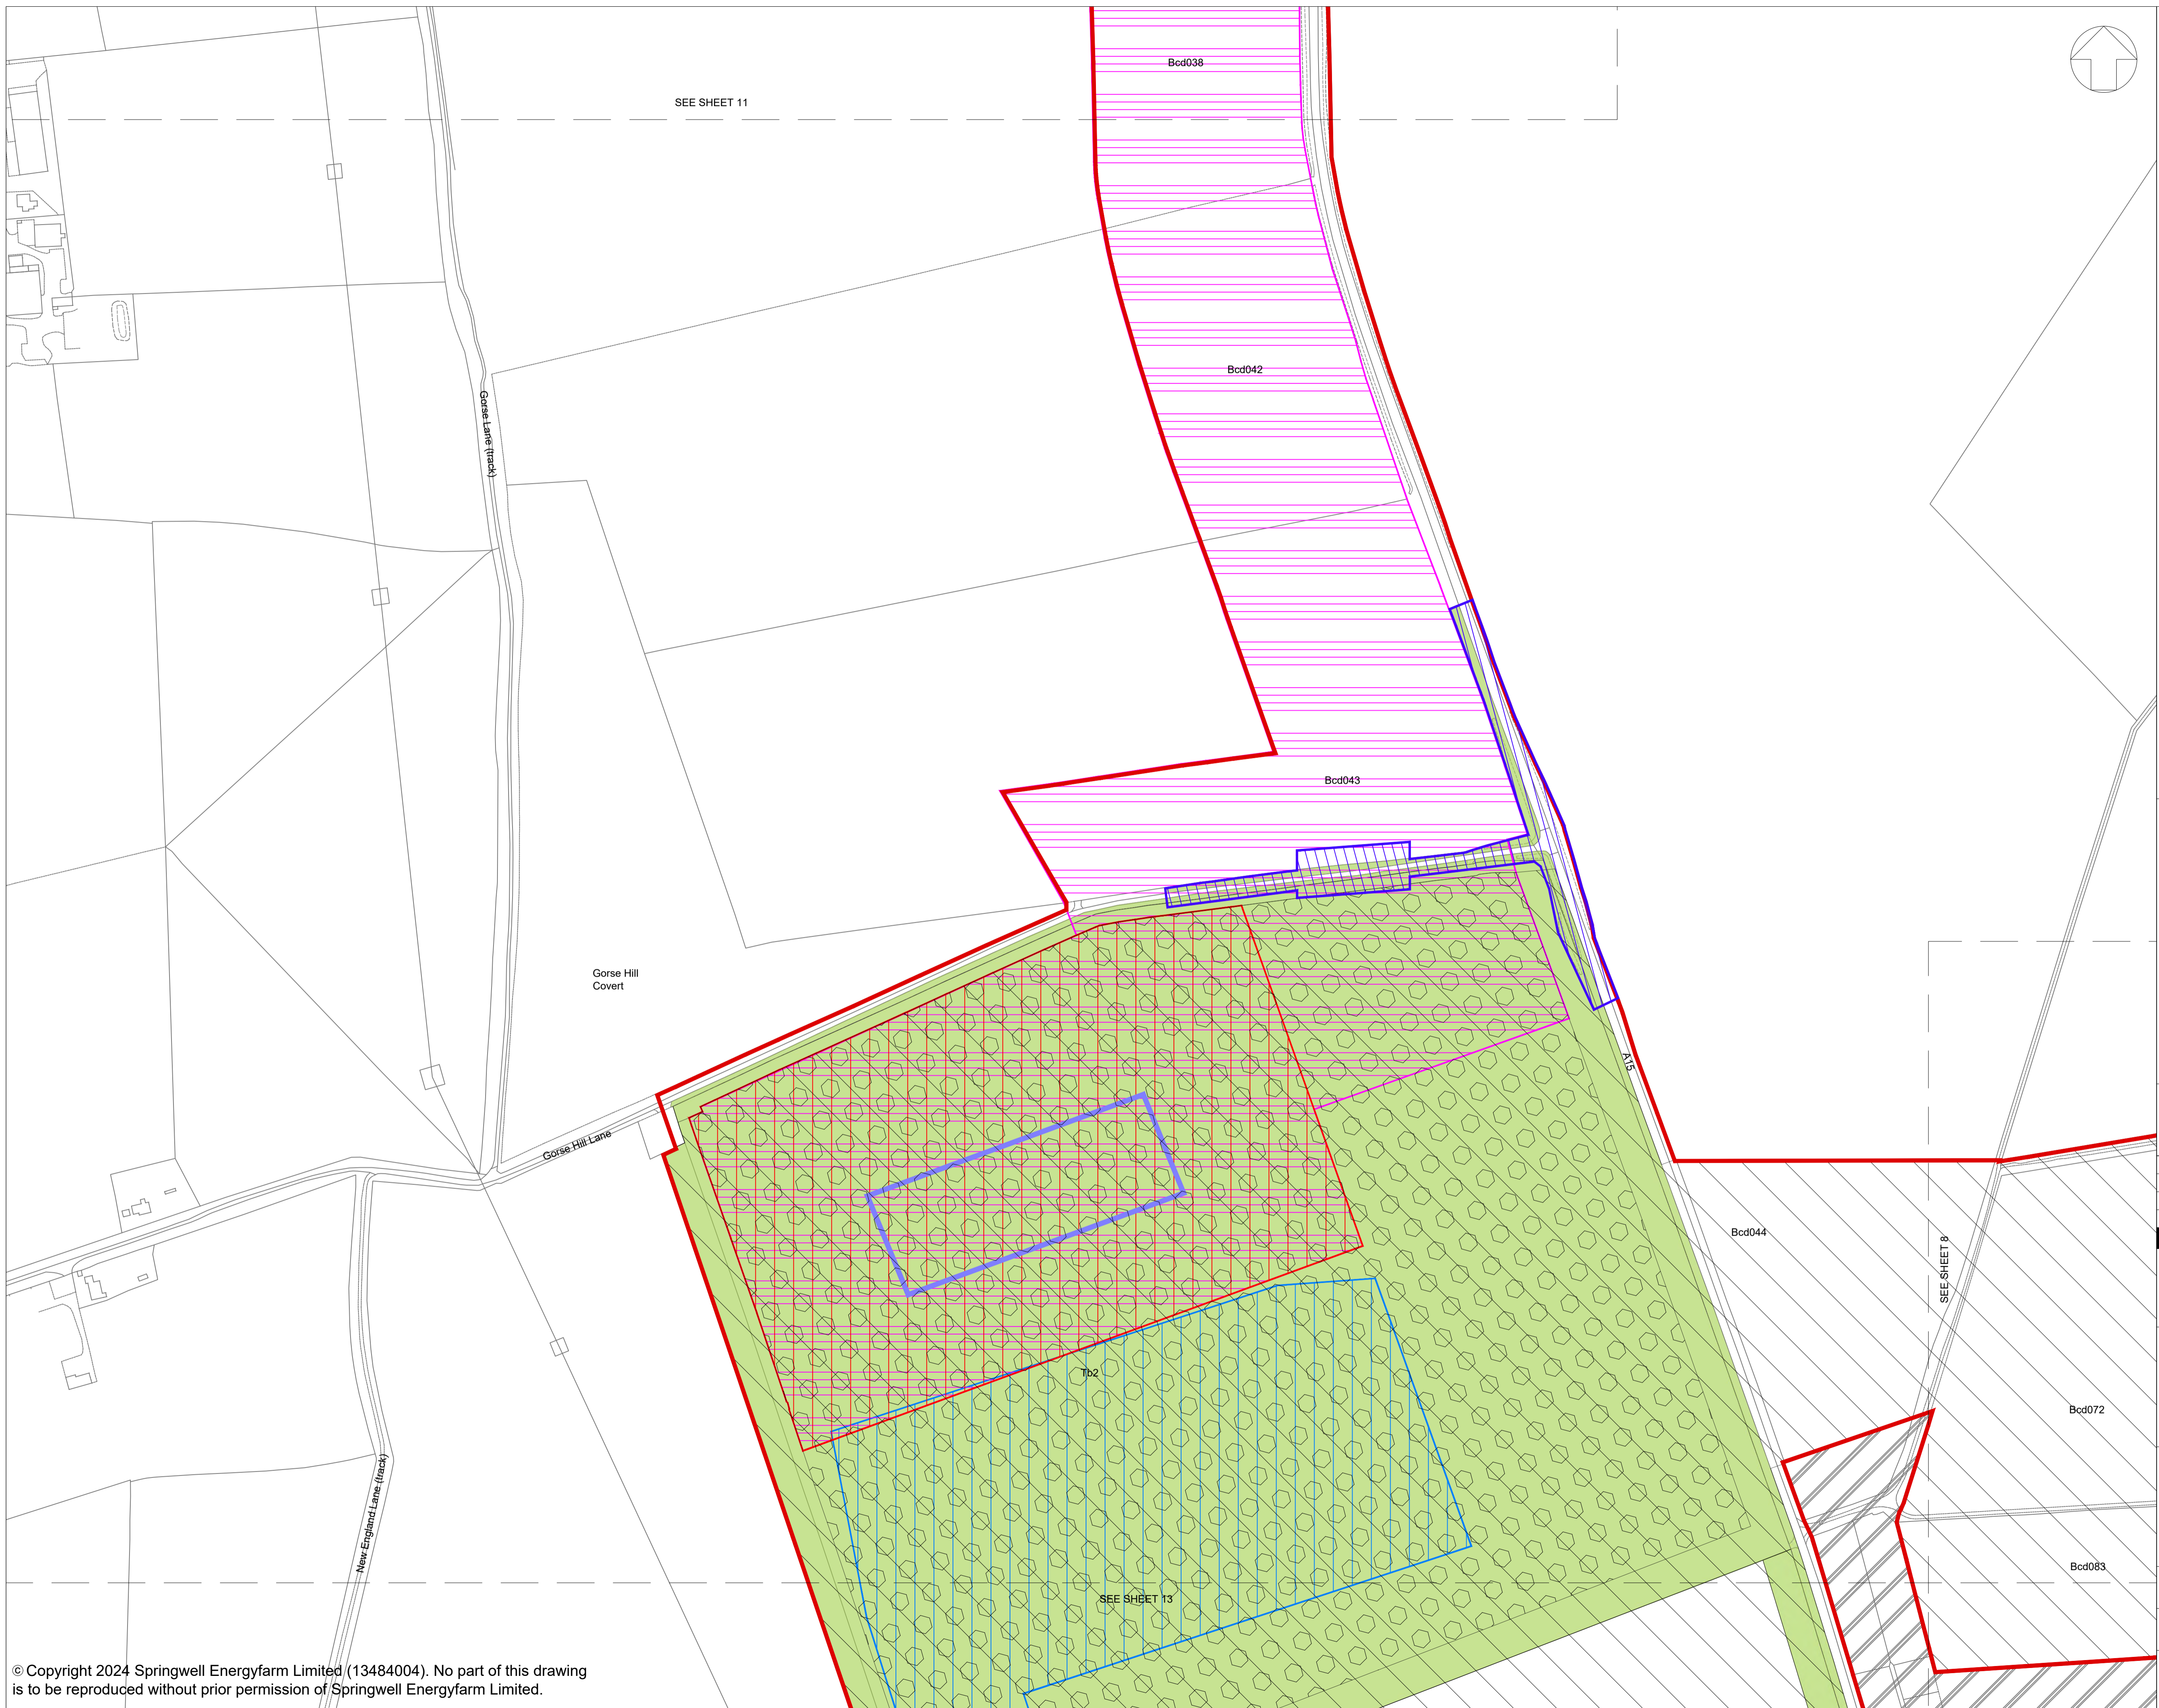 Bcd038
SEE SHEET 11
Bcd042
Gorse Lane (track)
Bcd043
Gorse Hill
Covert
A15
Gorse Hill Lane
Bcd044
SEE SHEET 8
Tb2
Bcd072
New England Lane (track)
Bcd083
SEE SHEET 13
© Copyright 2024 Springwell Energyfarm Limited (13484004). No part of this drawing
is to be reproduced without prior permission of Springwell Energyfarm Limited.